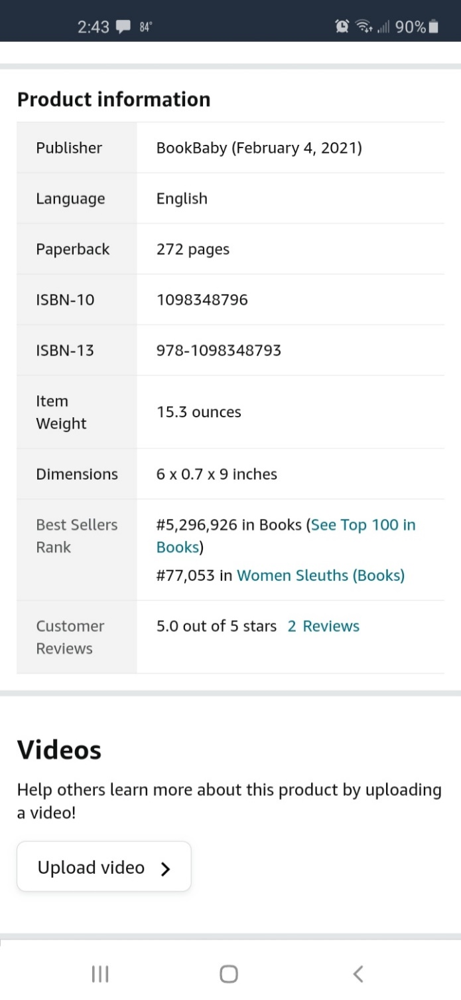 2:43 84° 90%
Product information
Publisher BookBaby (February 4, 2021)
Language English
Paperback 272 pages
ISBN-10 1098348796
ISBN-13 978-1098348793
Item
Weight 15.3 ounces
Dimensions 6 x 0.7 x 9 inches
Best Sellers #5,296,926 in Books (See Top 100 in
Rank Books)
#77,053 in Women Sleuths (Books)
Customer 5.0 out of 5 stars 2 Reviews
Reviews
Videos
Help others learn more about this product by uploading
a video!
Upload video